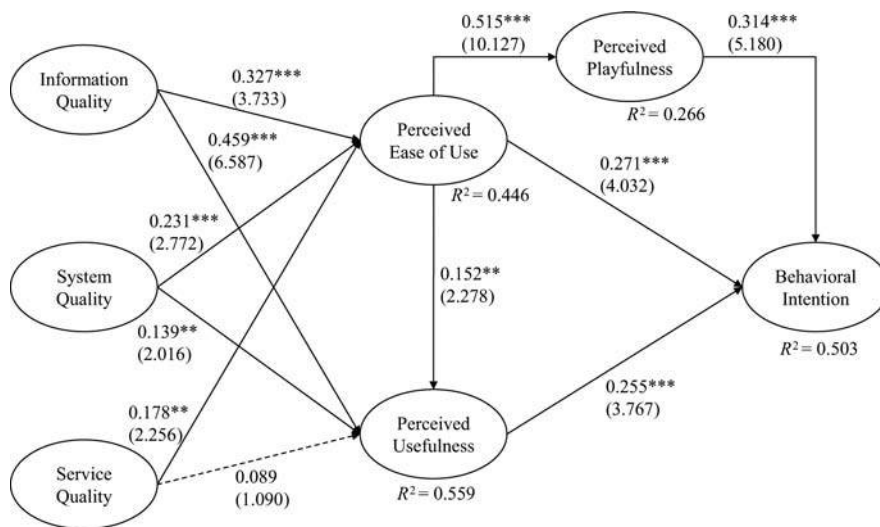 0.515***
(10.127)
0.314***
(5.180)
Perceived
Playfulness
R² = 0.266
Information
Quality
0.327***
(3.733)
0.459***
(6.587)
Perceived
Ease of Use
R² = 0.446
0.271***
(4.032)
0.231***
(2.772)
System
Quality
0.152**
(2.278)
Behavioral
Intention
R² = 0.503
0.139**
(2.016)
0.178**
(2.256)
Perceived
Usefulness
R² = 0.559
0.255***
(3.767)
Service
Quality
0.089
(1.090)